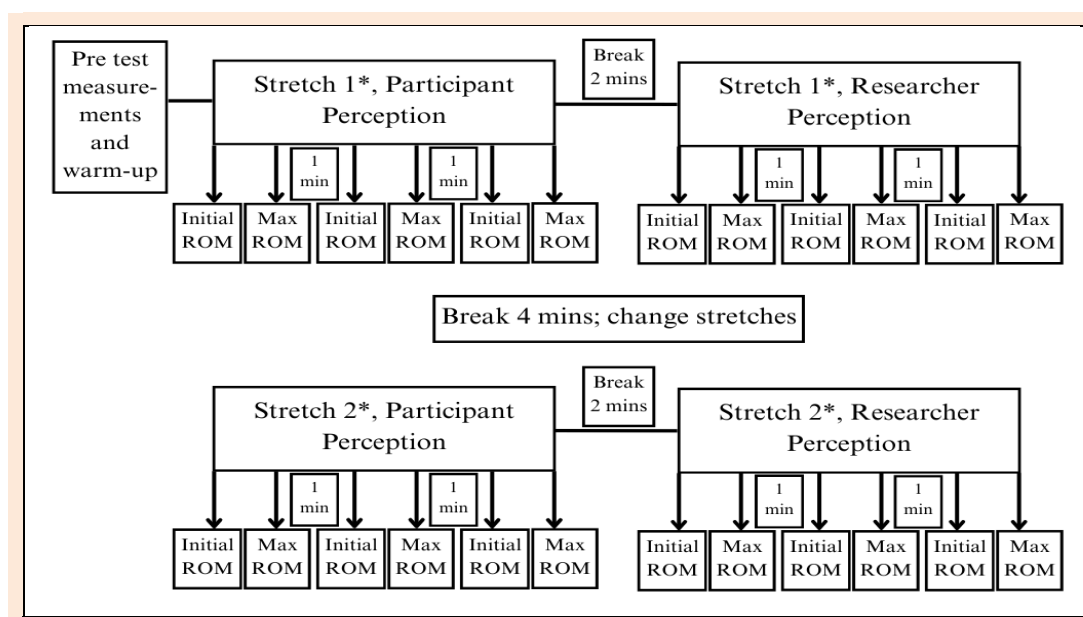 Pre test
measure-
ments
and
warm-up
Stretch 1*, Participant
Perception
Break
2 mins
Stretch 1*, Researcher
Perception
1
min
1
min
1
min
1
min
Initial
ROM
Max
ROM
Initial
ROM
Max
ROM
Initial
ROM
Max
ROM
Initial
ROM
Max
ROM
Initial
ROM
Max
ROM
Initial
ROM
Max
ROM
Break 4 mins; change stretches
Stretch 2*, Participant
Perception
Break
2 mins
Stretch 2*, Researcher
Perception
1
min
1
min
1
min
1
min
Initial
ROM
Max
ROM
Initial
ROM
Max
ROM
Initial
ROM
Max
ROM
Initial
ROM
Max
ROM
Initial
ROM
Max
ROM
Initial
ROM
Max
ROM